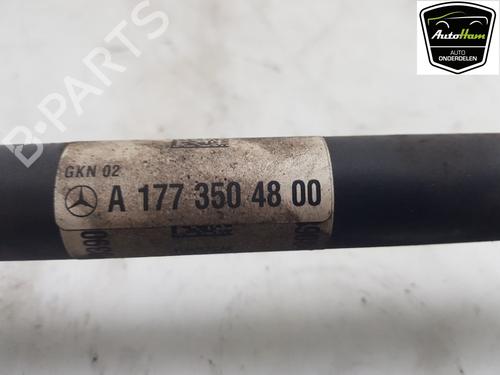 AutoHam
AUTO
ONDERDELEN
B-PARTS
GKN 02
A 177 350 48 00